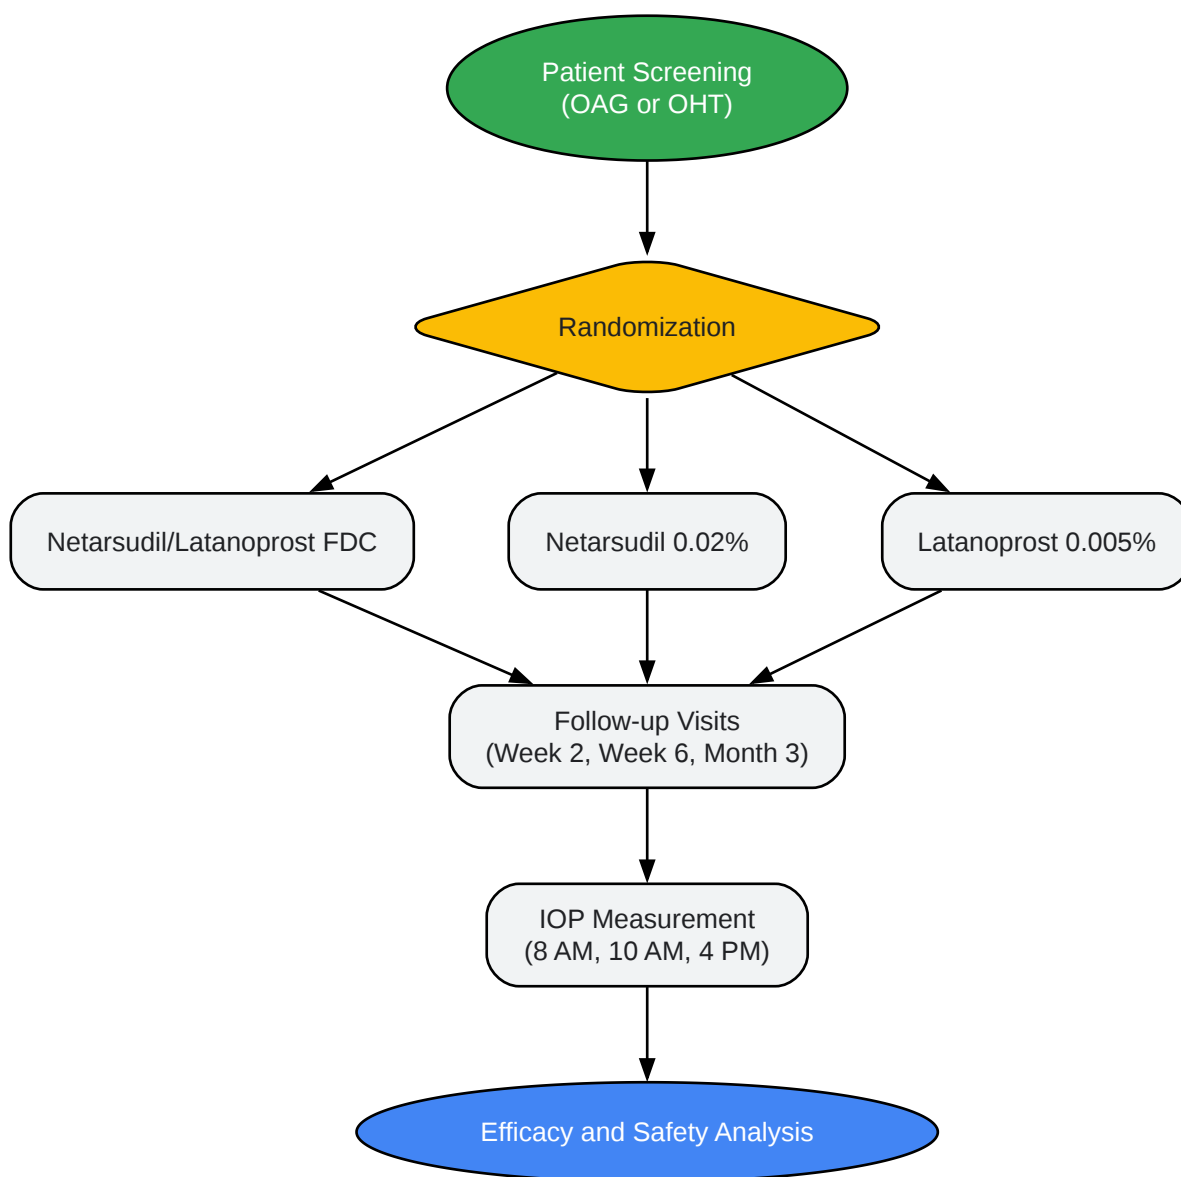 Patient Screening
(OAG or OHT)
Randomization
Netarsudil/Latanoprost FDC
Netarsudil 0.02%
Latanoprost 0.005%
Follow-up Visits
(Week 2, Week 6, Month 3)
IOP Measurement
(8 AM, 10 AM, 4 PM)
Efficacy and Safety Analysis